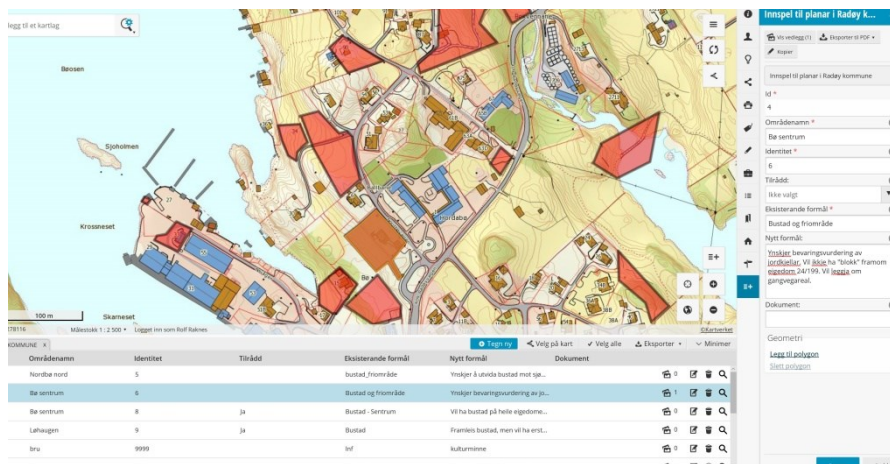 legg til et kartlag
Bøosen
Sjoholmen
Krossneset
Skarneset
Bø
100 m
Målestokk 1 : 2 500
Logget inn som Rolf Raknes
©Kartverket
KOMMUNE x
Tegn ny
Velg på kart
Velg alle
Eksporter
Minimer
Områdenamn Identitet Tilrådd Eksisterande formål Nytt formål Dokument
Nordbø nord 5 bustad_friområde Ynskjer å utvida bustad mot sjø... 0
Bø sentrum 6 Bustad og friområde Ynskjer bevaringsvurdering av jo... 1
Bø sentrum 8 Ja Bustad - Sentrum Vil ha bustad på heile eigedome... 0
Løhaugen 9 Ja Bustad Framleis bustad, men vil ha erst... 0
bru 9999 Inf kulturminne 0
Innspel til planar i Radøy k...
Vis vedlegg (1) Eksporter til PDF
Kopier
Innspel til planar i Radøy kommune
Id *
4
Områdenamn *
Bø sentrum
Identitet *
6
Tilrådd:
Ikke valgt
Eksisterande formål *
Bustad og friområde
Nytt formål:
Ynskjer bevaringsvurdering av
jordkjellar. Vil ikkje ha "blokk" framom
eigedom 24/199. Vil leggja om
gangvegareal.
Dokument:
Geometri
Legg til polygon
Slett polygon